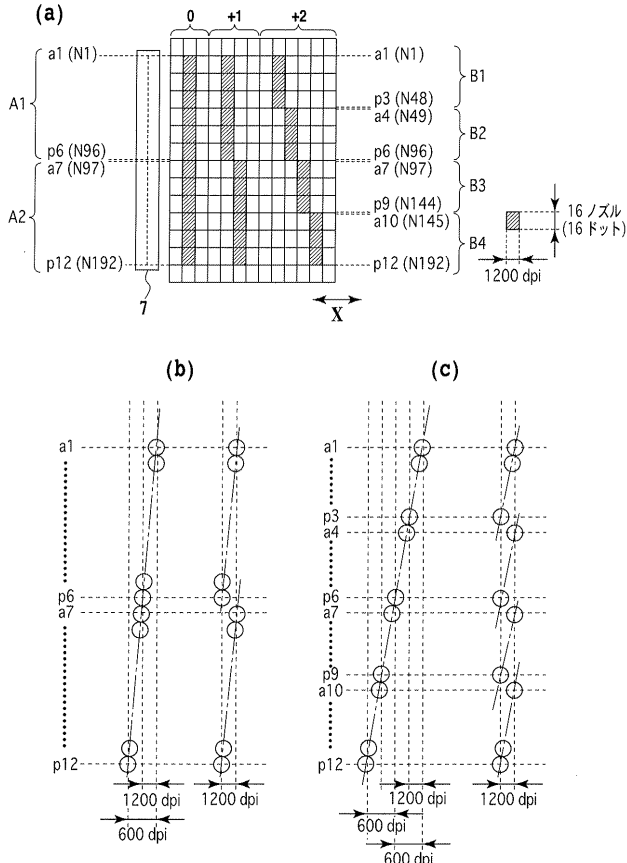 (a)
0 +1 +2
a1 (N1) a1 (N1)
A1 B1
p3 (N48)
a4 (N49)
B2
p6 (N96) p6 (N96)
a7 (N97) a7 (N97)
B3
A2
p9 (N144)
a10 (N145)
B4
p12 (N192) p12 (N192)
7
X
16 ノズル
(16 ドット)
1200 dpi
(b)
a1
p6
a7
p12
1200 dpi 1200 dpi
600 dpi
(c)
a1
p3
a4
p6
a7
p9
a10
p12
1200 dpi 1200 dpi
600 dpi
600 dpi